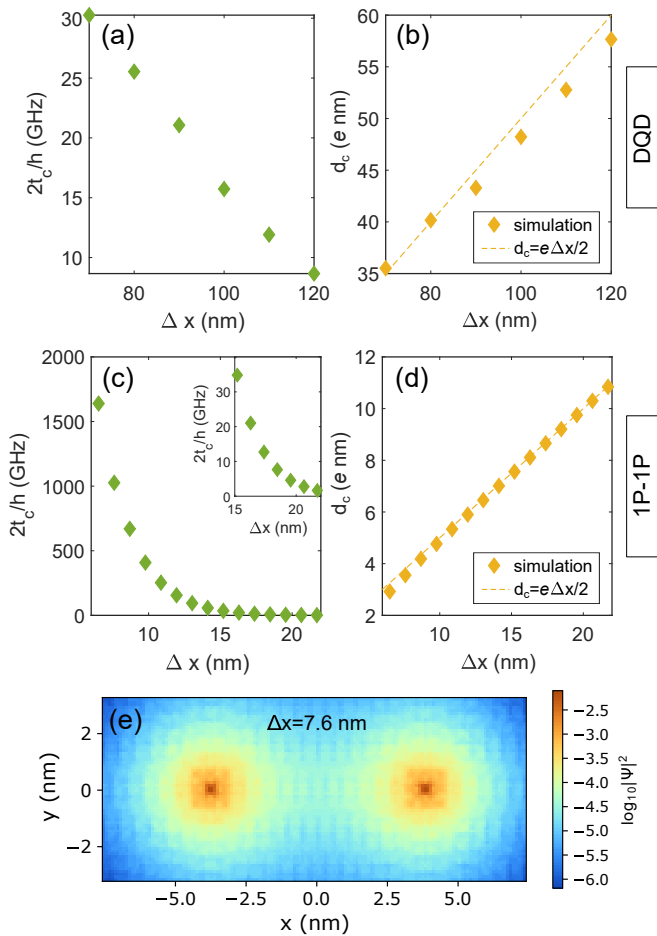 (a)
30
25
20
15
10
80
100
120
2t_c/h (GHz)
Δ x (nm)
(b)
60
55
50
45
40
35
80
100
120
d_c (e nm)
Δx (nm)
simulation
d_c=eΔx/2
DQD
(c)
2000
1500
1000
500
0
10
15
20
2t_c/h (GHz)
Δ x (nm)
30
20
10
0
15
20
2t_c/h (GHz)
Δx (nm)
(d)
12
10
8
6
4
2
10
15
20
d_c (e nm)
Δx (nm)
simulation
d_c=eΔx/2
1P-1P
(e)
Δx=7.6 nm
2
0
−2
y (nm)
−5.0
−2.5
0.0
2.5
5.0
x (nm)
−2.5
−3.0
−3.5
−4.0
−4.5
−5.0
−5.5
−6.0
log₁₀|Ψ|²